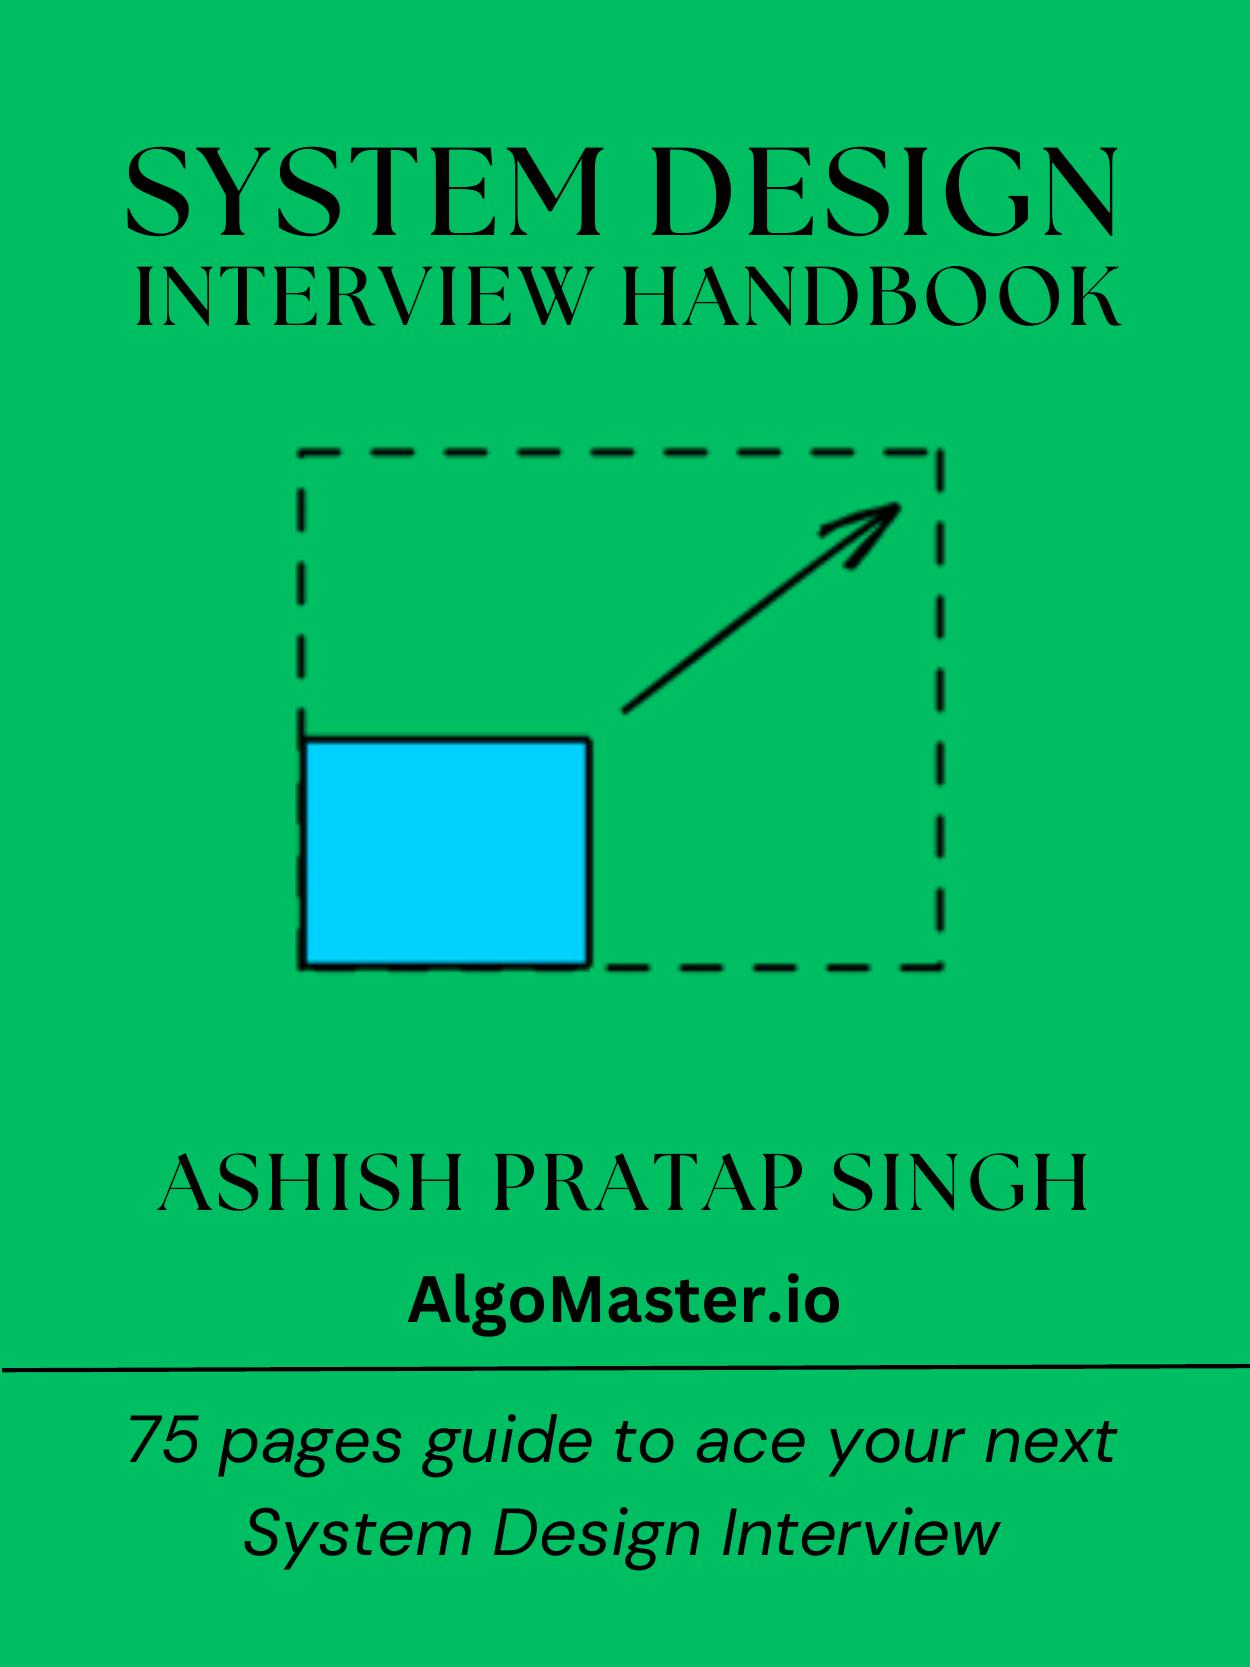 SYSTEM DESIGN
INTERVIEW HANDBOOK
ASHISH PRATAP SINGH
AlgoMaster.io
75 pages guide to ace your next
System Design Interview